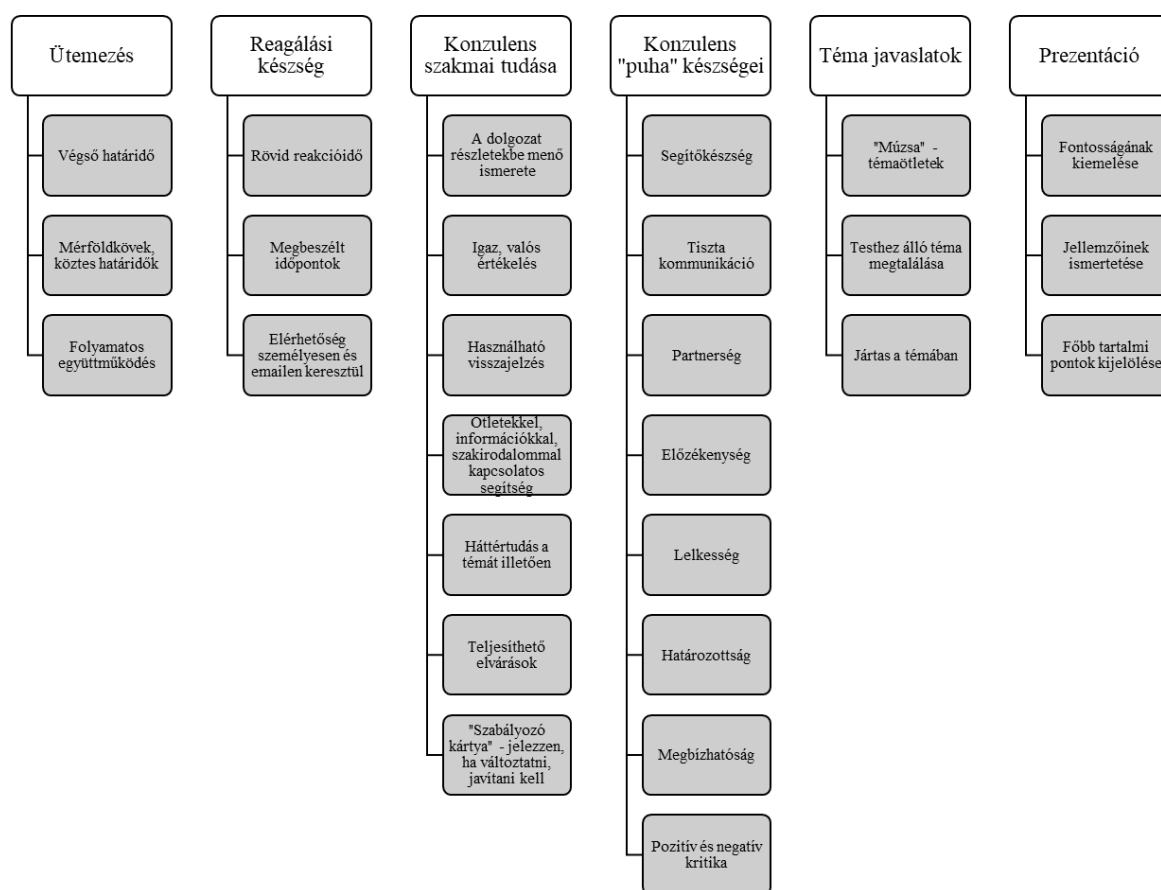 Ütemezés
Végső határidő
Mérföldkövek,
köztes határidők
Folyamatos
együttműködés
Reagálási
készség
Rövid reakcióidő
Megbeszélt
időpontok
Elérhetőség
személyesen és
emailen keresztül
Konzulens
szakmai tudása
A dolgozat
részletekbe menő
ismerete
Igaz, valós
értékelés
Használható
visszajelzés
Ötletekkel,
információkkal,
szakirodalommal
kapcsolatos
segítség
Háttértudás a
témát illetően
Teljesíthető
elvárások
"Szabályozó
kártya" - jelezzen,
ha változtatni,
javítani kell
Konzulens
"puha" készségei
Segítőkészség
Tiszta
kommunikáció
Partnerség
Előzékenység
Lelkesség
Határozottság
Megbízhatóság
Pozitív és negatív
kritika
Téma javaslatok
"Múzsa" -
témaötletek
Testhez álló téma
megtalálása
Jártas a témában
Prezentáció
Fontosságának
kiemelése
Jellemzőinek
ismertetése
Főbb tartalmi
pontok kijelölése